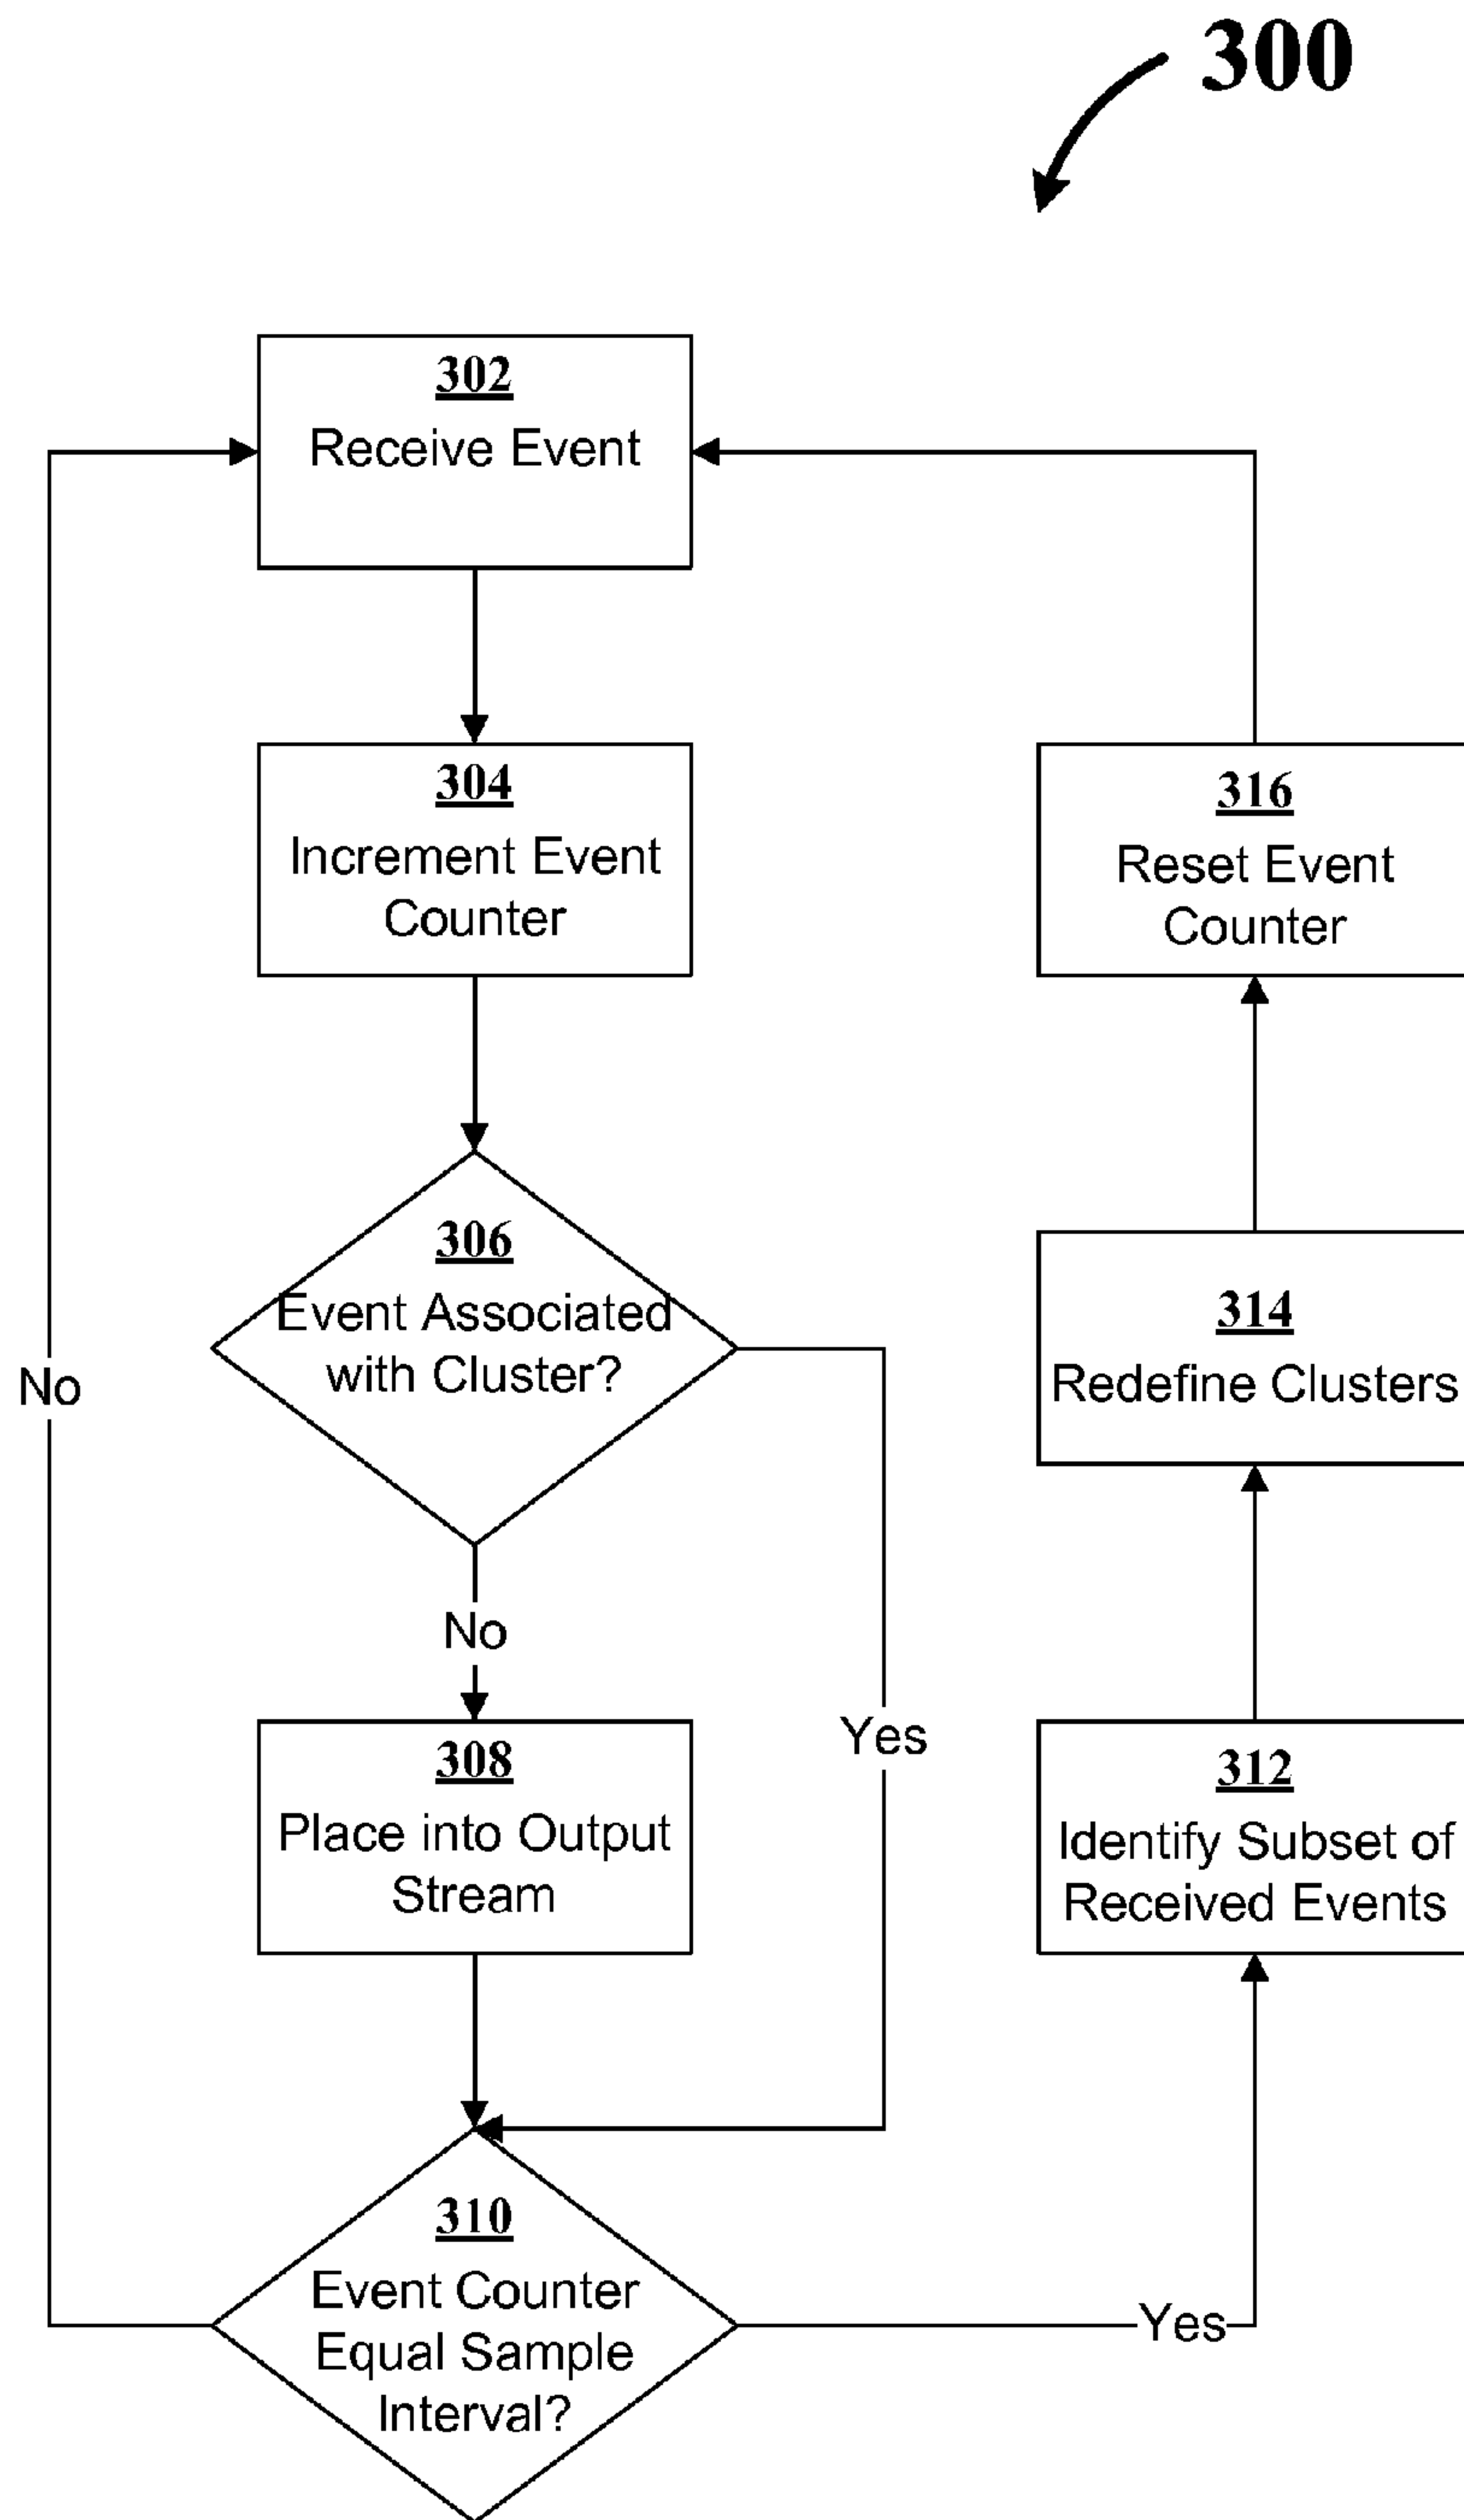 300
302
Receive Event
304
Increment Event
Counter
316
Reset Event
Counter
306
Event Associated
with Cluster?
314
Redefine Clusters
No
No
Yes
308
Place into Output
Stream
312
Identify Subset of
Received Events
310
Event Counter
Equal Sample
Interval?
Yes